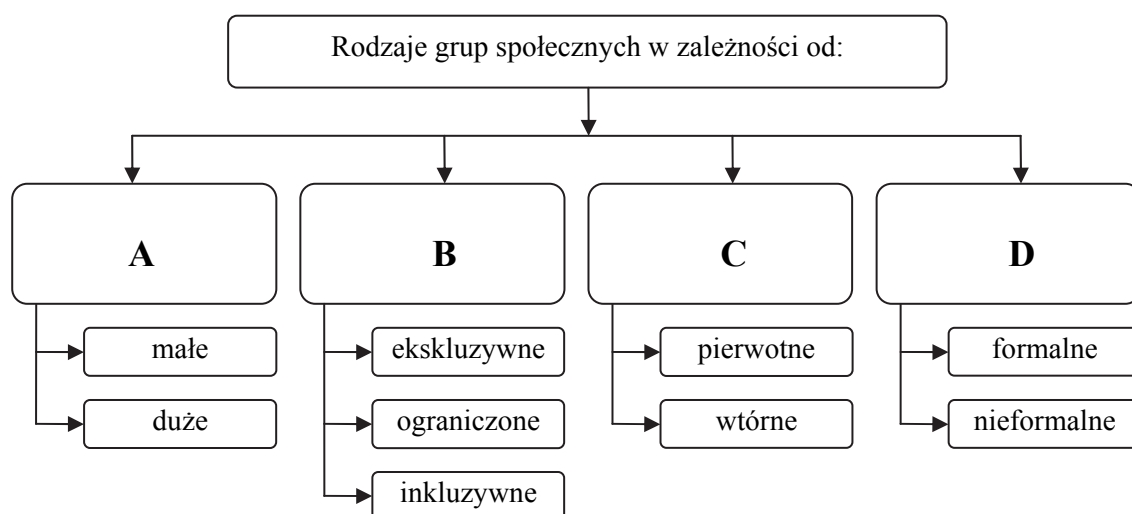 Rodzaje grup społecznych w zależności od:
A
B
C
D
małe
ekskluzywne
pierwotne
formalne
duże
ograniczone
wtórne
nieformalne
inkluzywne